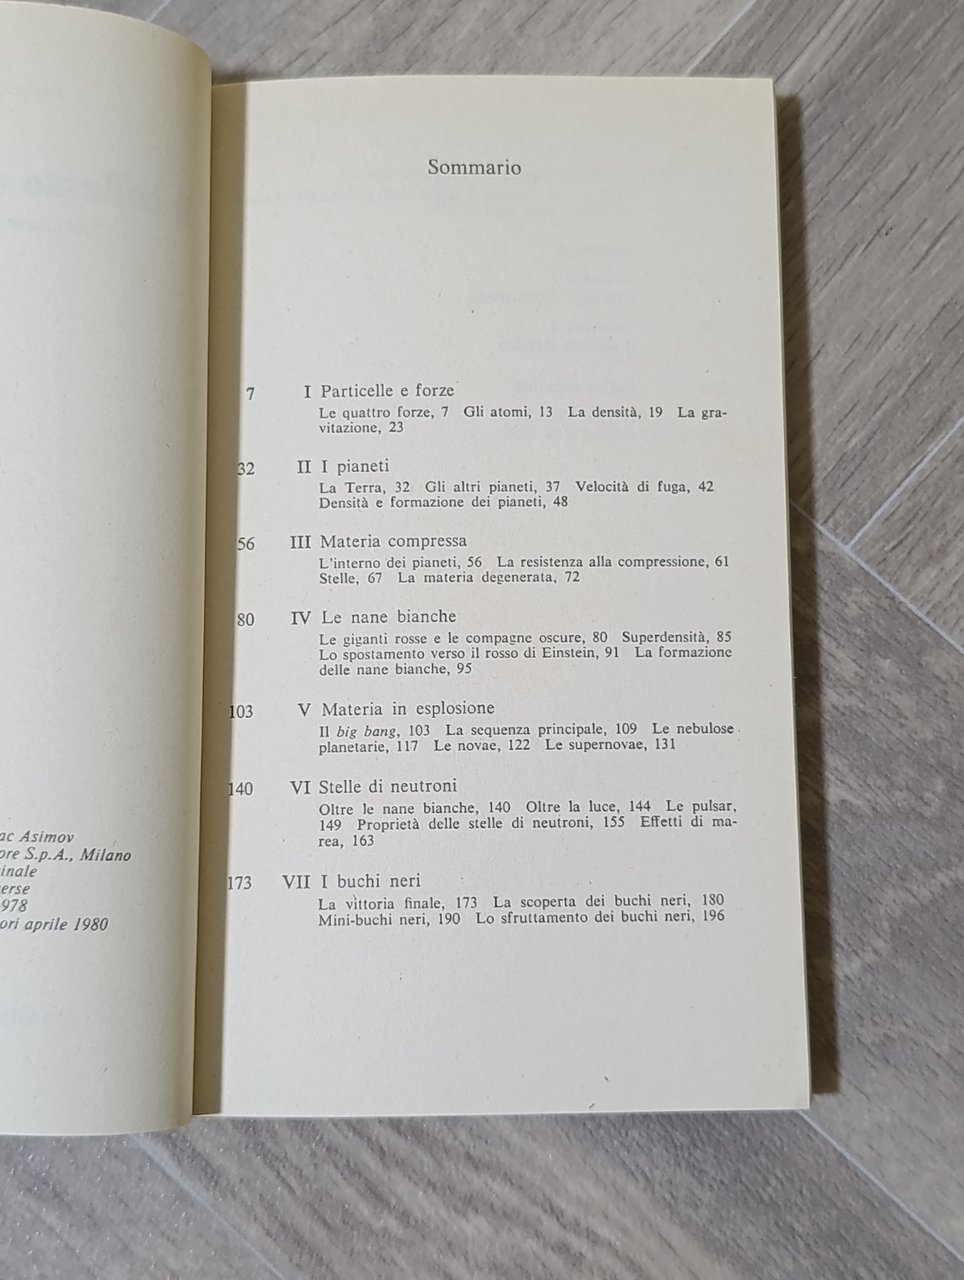 ac Asimov
ore S.p.A., Milano
inale
erse
978
ori aprile 1980
Sommario
7 I Particelle e forze
Le quattro forze, 7 Gli atomi, 13 La densità, 19 La gra-
vitazione, 23
32 II I pianeti
La Terra, 32 Gli altri pianeti, 37 Velocità di fuga, 42
Densità e formazione dei pianeti, 48
56 III Materia compressa
L'interno dei pianeti, 56 La resistenza alla compressione, 61
Stelle, 67 La materia degenerata, 72
80 IV Le nane bianche
Le giganti rosse e le compagne oscure, 80 Superdensità, 85
Lo spostamento verso il rosso di Einstein, 91 La formazione
delle nane bianche, 95
103 V Materia in esplosione
Il big bang, 103 La sequenza principale, 109 Le nebulose
planetarie, 117 Le novae, 122 Le supernovae, 131
140 VI Stelle di neutroni
Oltre le nane bianche, 140 Oltre la luce, 144 Le pulsar,
149 Proprietà delle stelle di neutroni, 155 Effetti di ma-
rea, 163
173 VII I buchi neri
La vittoria finale, 173 La scoperta dei buchi neri, 180
Mini-buchi neri, 190 Lo sfruttamento dei buchi neri, 196